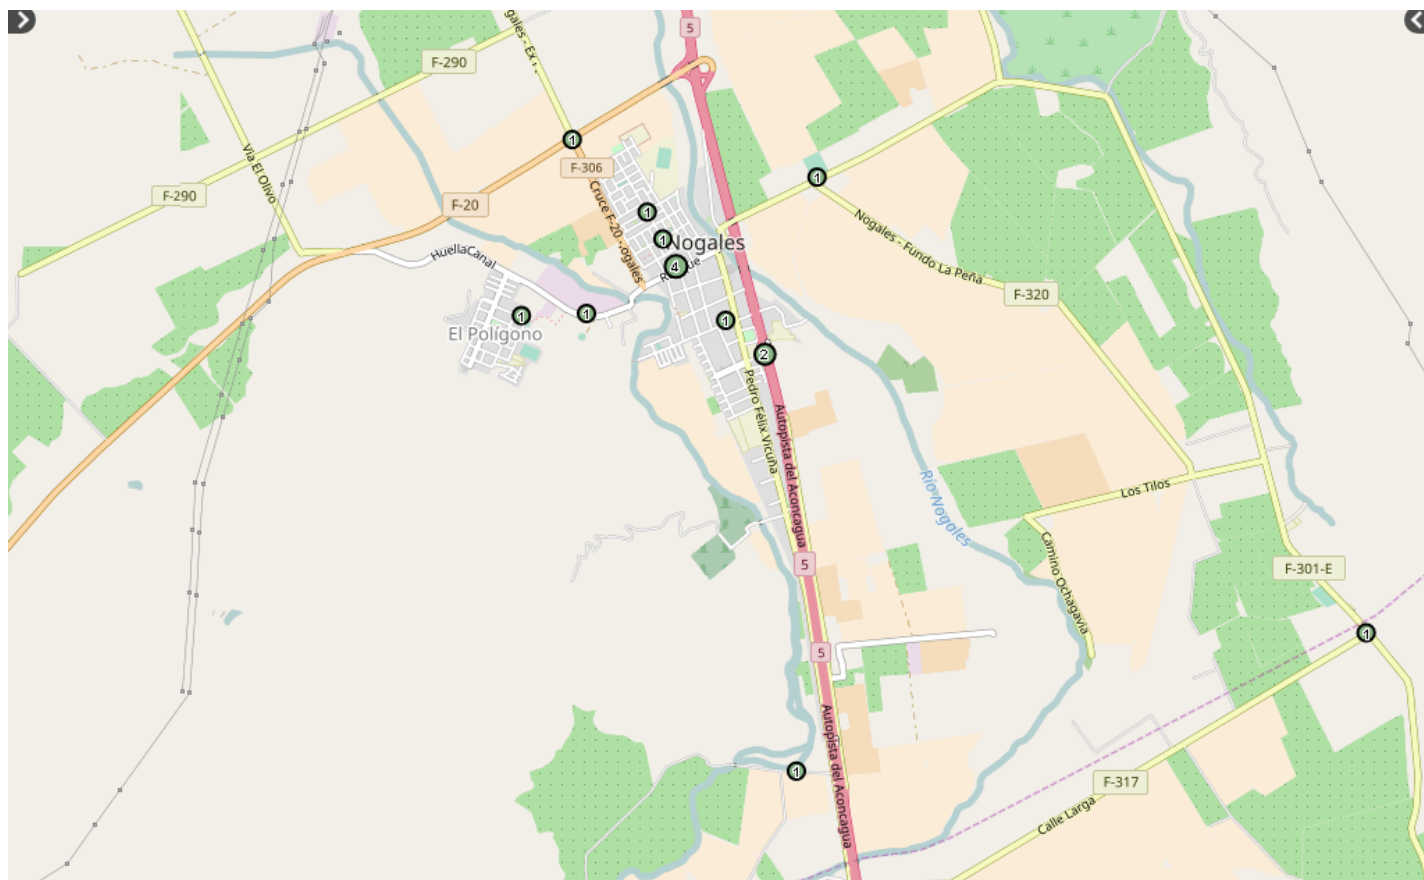 5
F-290
Vía El Olivo
F-290
F-20
F-306
Cruce F-20 -
HuellaCanal
Nogales
El Polígono
Nogales - Fundo La Peña
F-320
Pedro Félix Vicuña
Autopista del Aconcagua
Río Nogales
Los Tilos
Camino Ochagavía
F-301-E
5
5
Autopista del Aconcagua
F-317
Calle Larga
1
1
1
1
4
1
1
1
2
1
1